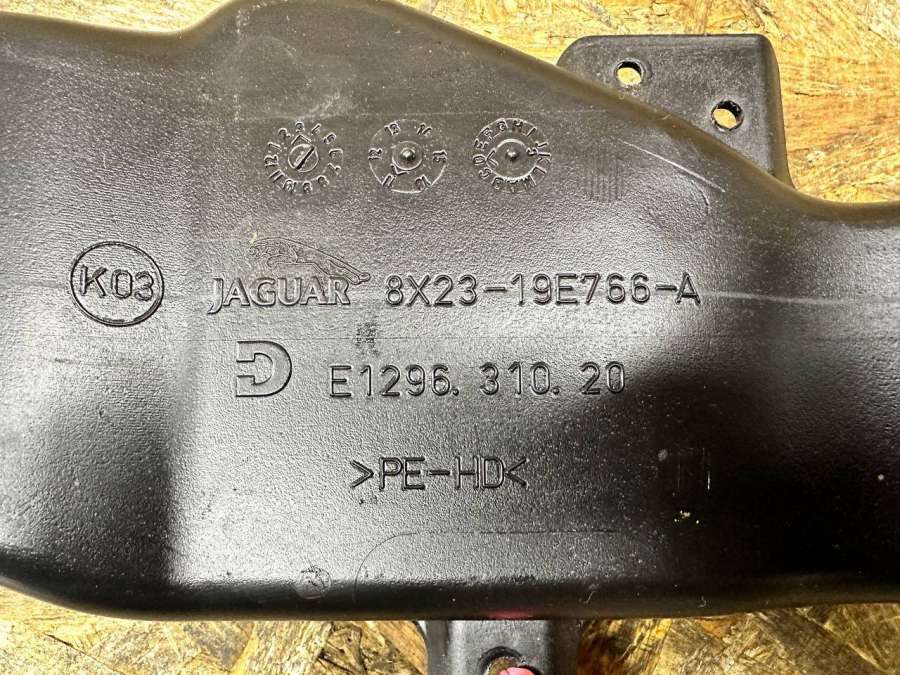 K03
JAGUAR 8X23-19E766-A
E1296.310.20
>PE-HD<